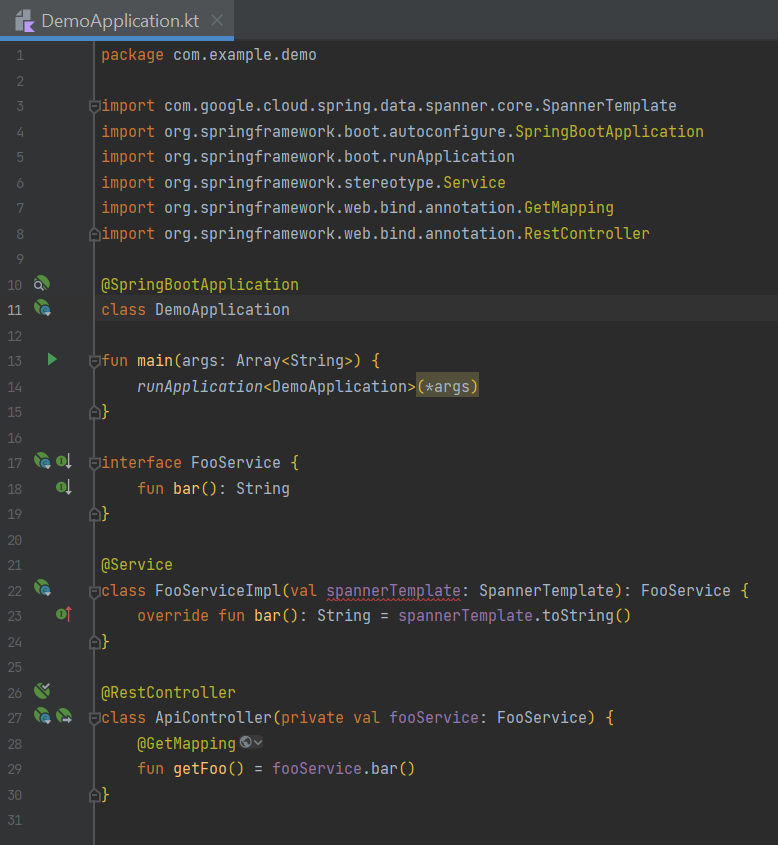 DemoApplication.kt
1 package com.example.demo
2
3 import com.google.cloud.spring.data.spanner.core.SpannerTemplate
4 import org.springframework.boot.autoconfigure.SpringBootApplication
5 import org.springframework.boot.runApplication
6 import org.springframework.stereotype.Service
7 import org.springframework.web.bind.annotation.GetMapping
8 import org.springframework.web.bind.annotation.RestController
9
10 @SpringBootApplication
11 class DemoApplication
12
13 fun main(args: Array<String>) {
14     runApplication<DemoApplication>(*args)
15 }
16
17 interface FooService {
18     fun bar(): String
19 }
20
21 @Service
22 class FooServiceImpl(val spannerTemplate: SpannerTemplate): FooService {
23     override fun bar(): String = spannerTemplate.toString()
24 }
25
26 @RestController
27 class ApiController(private val fooService: FooService) {
28     @GetMapping
29     fun getFoo() = fooService.bar()
30 }
31